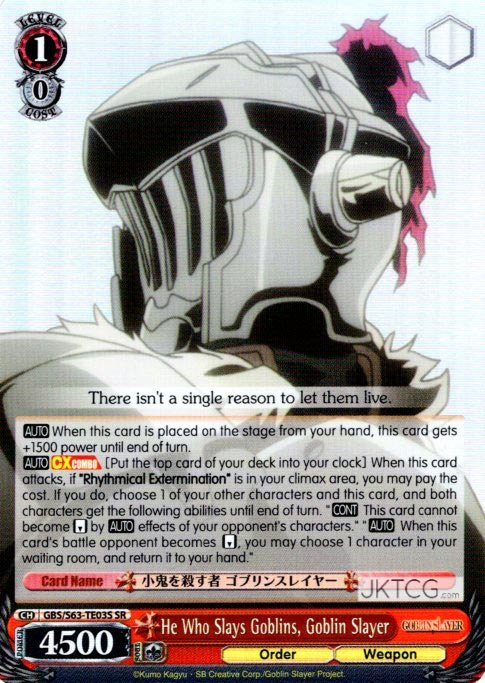 LEVEL
1
0
COST
There isn't a single reason to let them live.
AUTO When this card is placed on the stage from your hand, this card gets
+1500 power until end of turn.
AUTO CXCOMBO [Put the top card of your deck into your clock] When this card
attacks, if "Rhythmical Extermination" is in your climax area, you may pay the
cost. If you do, choose 1 of your other characters and this card, and both
characters get the following abilities until end of turn. "CONT This card cannot
become by AUTO effects of your opponent's characters." "AUTO When this
card's battle opponent becomes , you may choose 1 character in your
waiting room, and return it to your hand."
Card Name 小鬼を殺す者 ゴブリンスレイヤー
JKTCG.com
CH GBS/S63-TE03S SR
He Who Slays Goblins, Goblin Slayer GOBLIN SLAYER
POWER 4500 SOUL Order Weapon
©Kumo Kagyu・SB Creative Corp./Goblin Slayer Project.